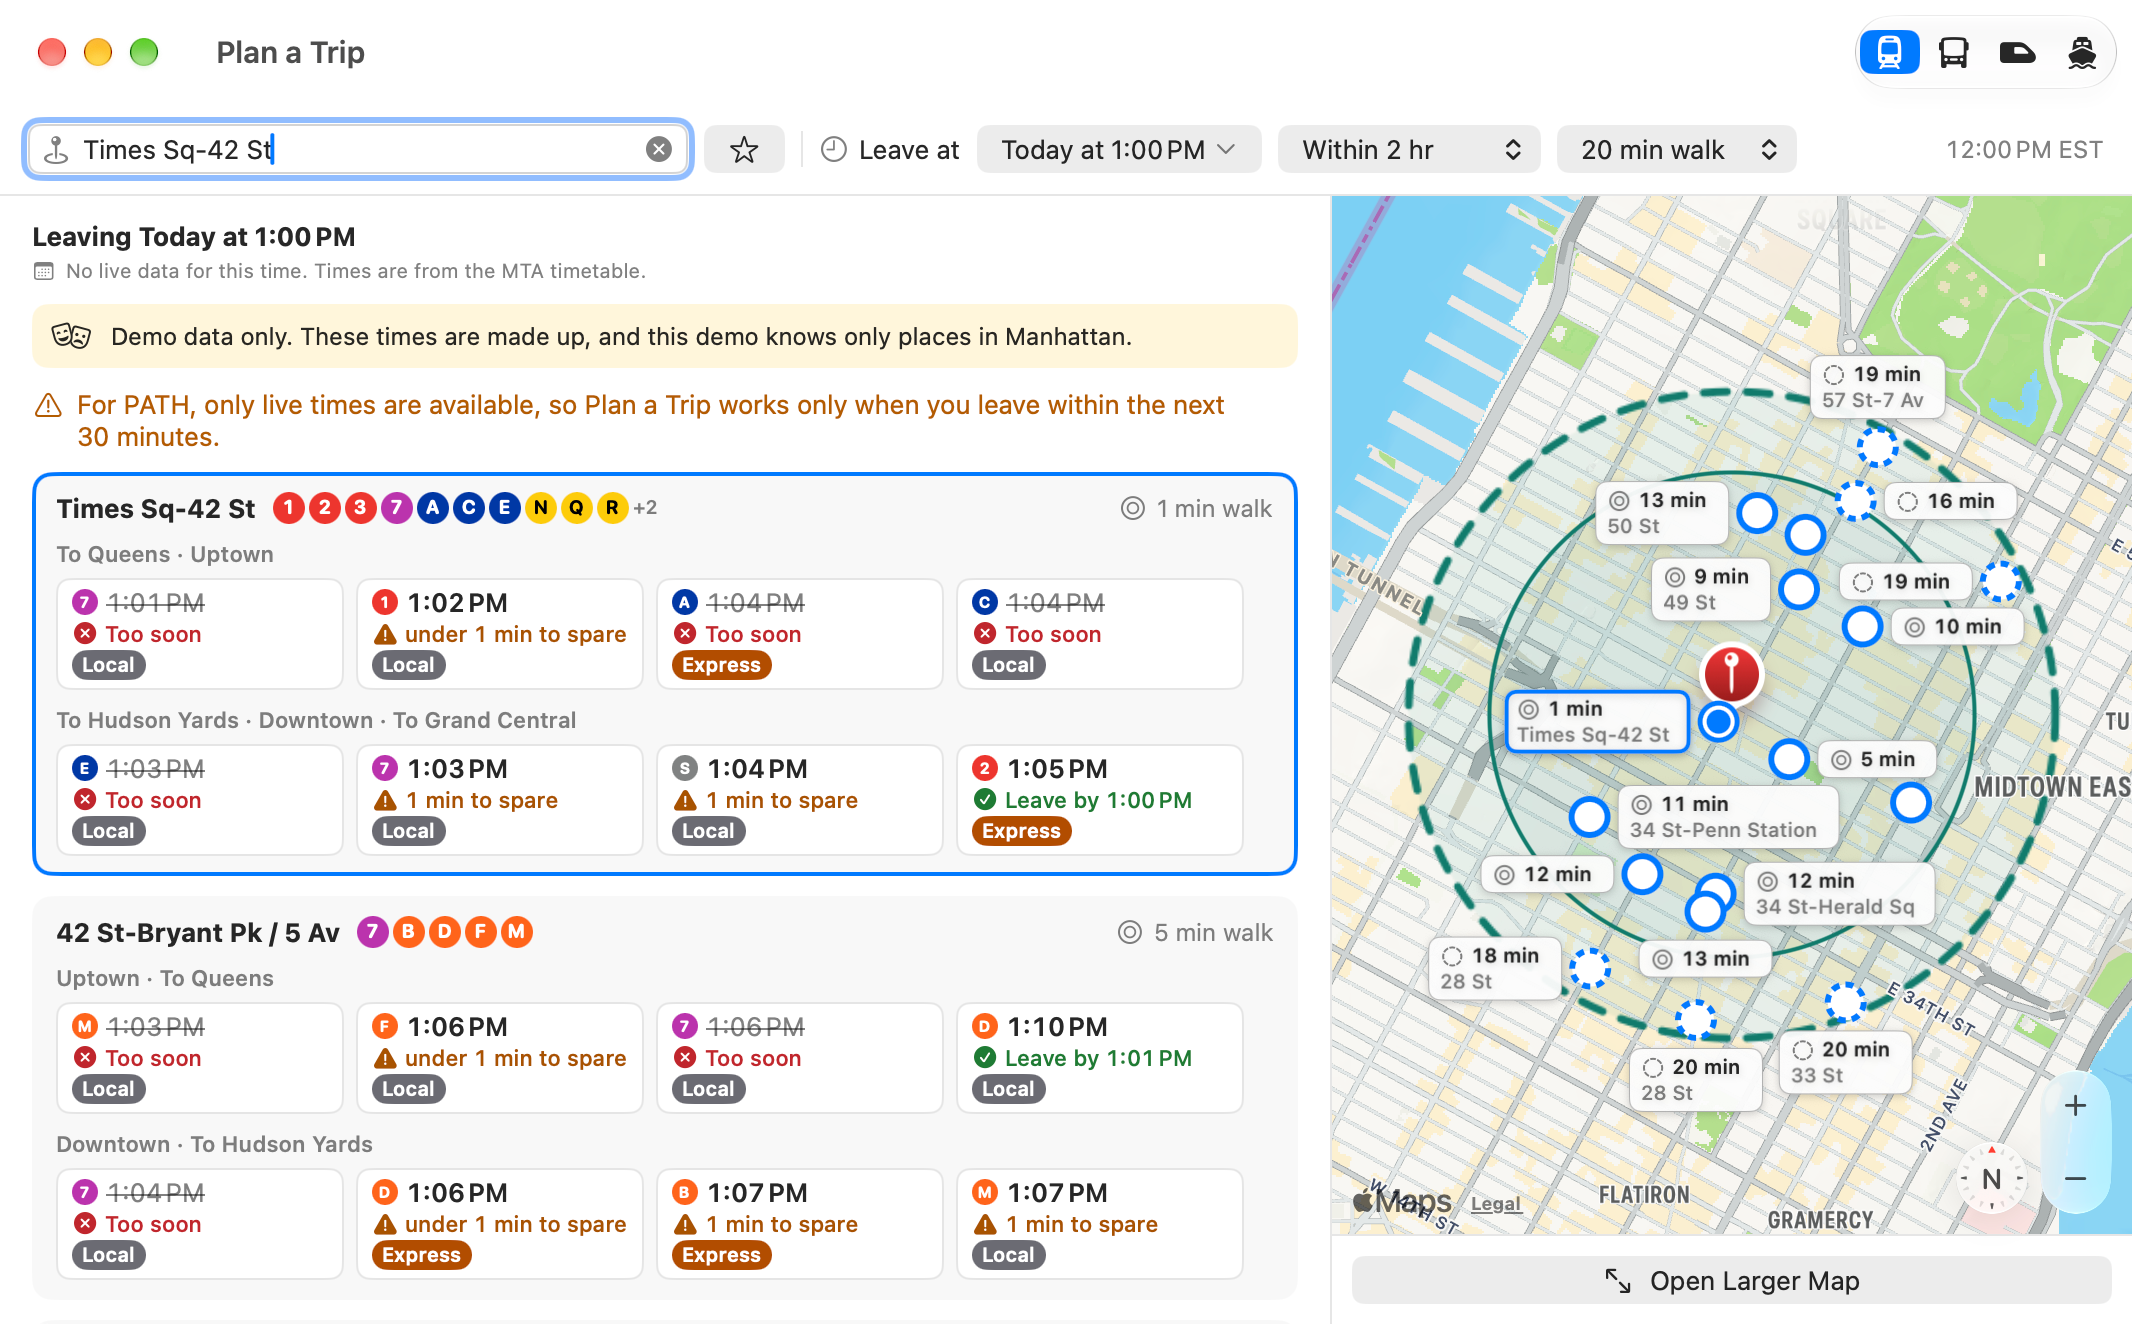 Plan a Trip
Times Sq-42 St
Leave at
Today at 1:00 PM
Within 2 hr
20 min walk
12:00 PM EST
Leaving Today at 1:00 PM
No live data for this time. Times are from the MTA timetable.
Demo data only. These times are made up, and this demo knows only places in Manhattan.
For PATH, only live times are available, so Plan a Trip works only when you leave within the next
30 minutes.
Times Sq-42 St 1 2 3 7 A C E N Q R +2
1 min walk
To Queens · Uptown
7 1:01 PM
Too soon
Local
1 1:02 PM
under 1 min to spare
Local
A 1:04 PM
Too soon
Express
C 1:04 PM
Too soon
Local
To Hudson Yards · Downtown · To Grand Central
E 1:03 PM
Too soon
Local
7 1:03 PM
1 min to spare
Local
S 1:04 PM
1 min to spare
Local
2 1:05 PM
Leave by 1:00 PM
Express
42 St-Bryant Pk / 5 Av 7 B D F M
5 min walk
Uptown · To Queens
M 1:03 PM
Too soon
Local
F 1:06 PM
under 1 min to spare
Local
7 1:06 PM
Too soon
Local
D 1:10 PM
Leave by 1:01 PM
Local
Downtown · To Hudson Yards
7 1:04 PM
Too soon
Local
D 1:06 PM
under 1 min to spare
Express
B 1:07 PM
1 min to spare
Express
M 1:07 PM
1 min to spare
Local
SQUARE
19 min
57 St-7 Av
13 min
50 St
16 min
E 5
N TUNNEL
9 min
49 St
19 min
10 min
1 min
Times Sq-42 St
TU
5 min
MIDTOWN EAS
11 min
34 St-Penn Station
12 min
12 min
34 St-Herald Sq
18 min
28 St
13 min
E 34TH ST
20 min
28 St
20 min
33 St
2ND AVE
N
W 14TH ST
Maps
Legal
FLATIRON
GRAMERCY
Open Larger Map